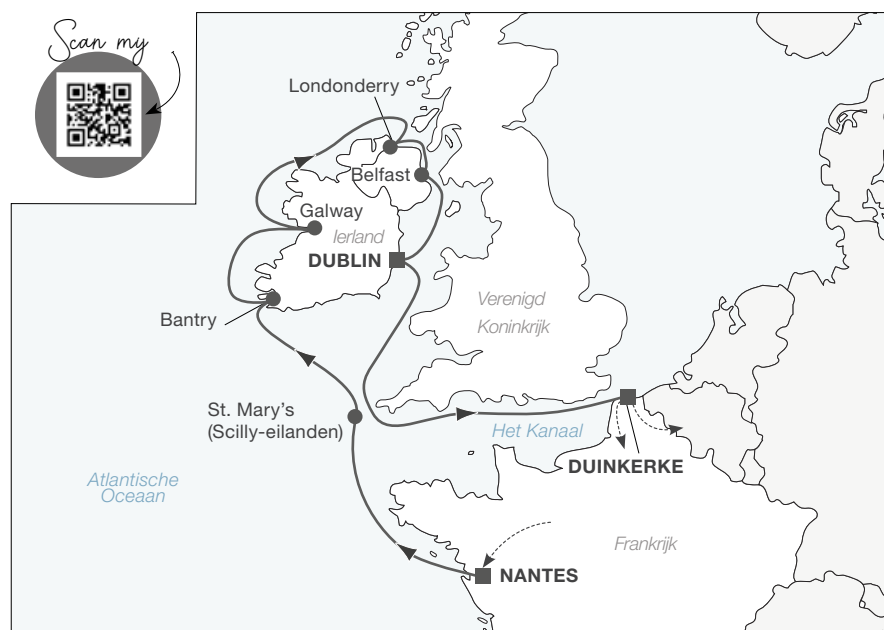 Scan my
Londonderry
Belfast
Galway
Ierland
DUBLIN
Verenigd
Koninkrijk
Bantry
St. Mary’s
(Scilly-eilanden)
Het Kanaal
DUINKERKE
Atlantische
Oceaan
Frankrijk
NANTES